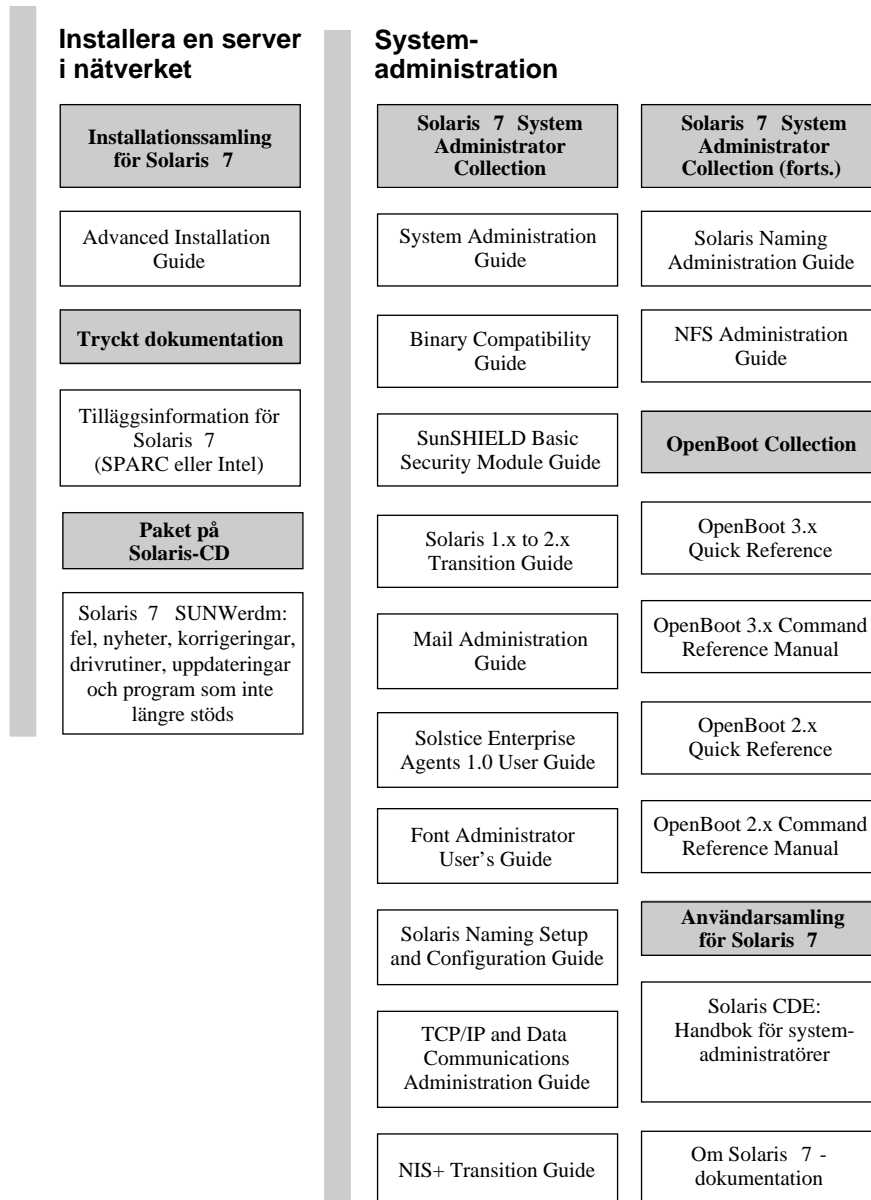 Installera en server
i nätverket
Installationssamling
för Solaris 7
Advanced Installation
Guide
Tryckt dokumentation
Tilläggsinformation för
Solaris 7
(SPARC eller Intel)
Paket på
Solaris-CD
Solaris 7 SUNWerdm:
fel, nyheter, korrigeringar,
drivrutiner, uppdateringar
och program som inte
längre stöds
System-
administration
Solaris 7 System
Administrator
Collection
System Administration
Guide
Binary Compatibility
Guide
SunSHIELD Basic
Security Module Guide
Solaris 1.x to 2.x
Transition Guide
Mail Administration
Guide
Solstice Enterprise
Agents 1.0 User Guide
Font Administrator
User's Guide
Solaris Naming Setup
and Configuration Guide
TCP/IP and Data
Communications
Administration Guide
NIS+ Transition Guide
Solaris 7 System
Administrator
Collection (forts.)
Solaris Naming
Administration Guide
NFS Administration
Guide
OpenBoot Collection
OpenBoot 3.x
Quick Reference
OpenBoot 3.x Command
Reference Manual
OpenBoot 2.x
Quick Reference
OpenBoot 2.x Command
Reference Manual
Användarsamling
för Solaris 7
Solaris CDE:
Handbok för system-
administratörer
Om Solaris 7 -
dokumentation